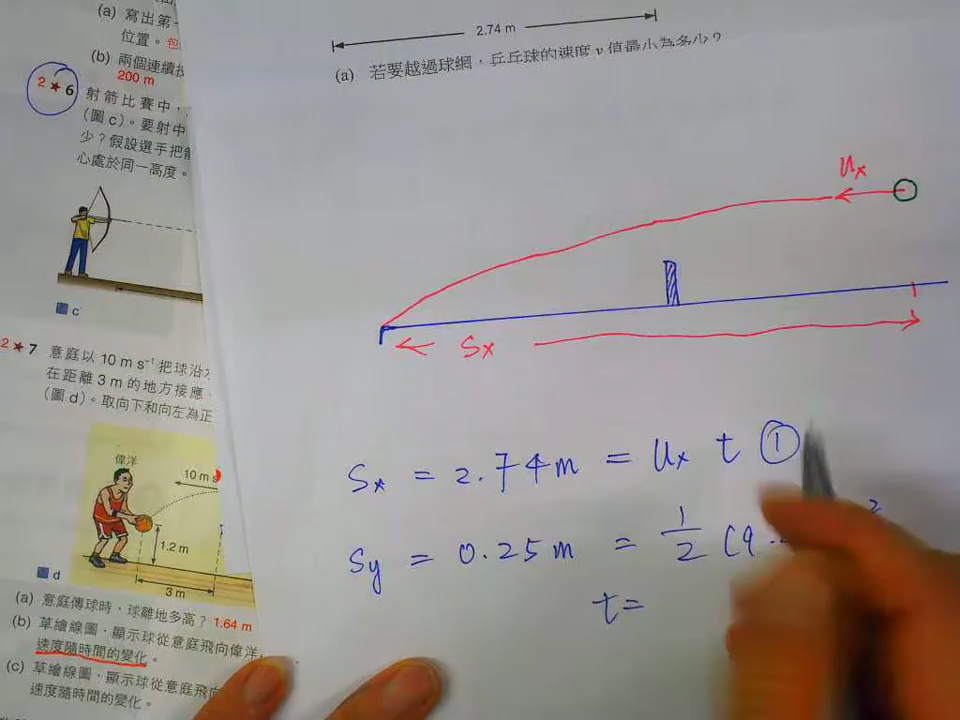 (a) 寫出第一
位置。包
(b) 兩個連續
200 m
2★6 射箭比賽中，
（圖c）。要射中
少？假設選手把箭
心處於同一高度。
圖 c
2★7 意庭以 10 m s⁻¹ 把球沿
在距離 3 m 的地方接應，
（圖d）。取向下和向左為正
偉洋
10 m s
1.2 m
3 m
圖 d
(a) 意庭傳球時，球離地多高？ 1.64 m
(b) 草繪線圖，顯示球從意庭飛向偉洋，
速度隨時間的變化。
(c) 草繪線圖，顯示球從意庭飛向
速度隨時間的變化。
2.74 m
(a) 若要越過球網，乒乓球的速度 v 值最小為多少？
ux
Sx
Sx = 2.74 m = ux t ①
Sy = 0.25 m = 1/2 (9. ²
t =